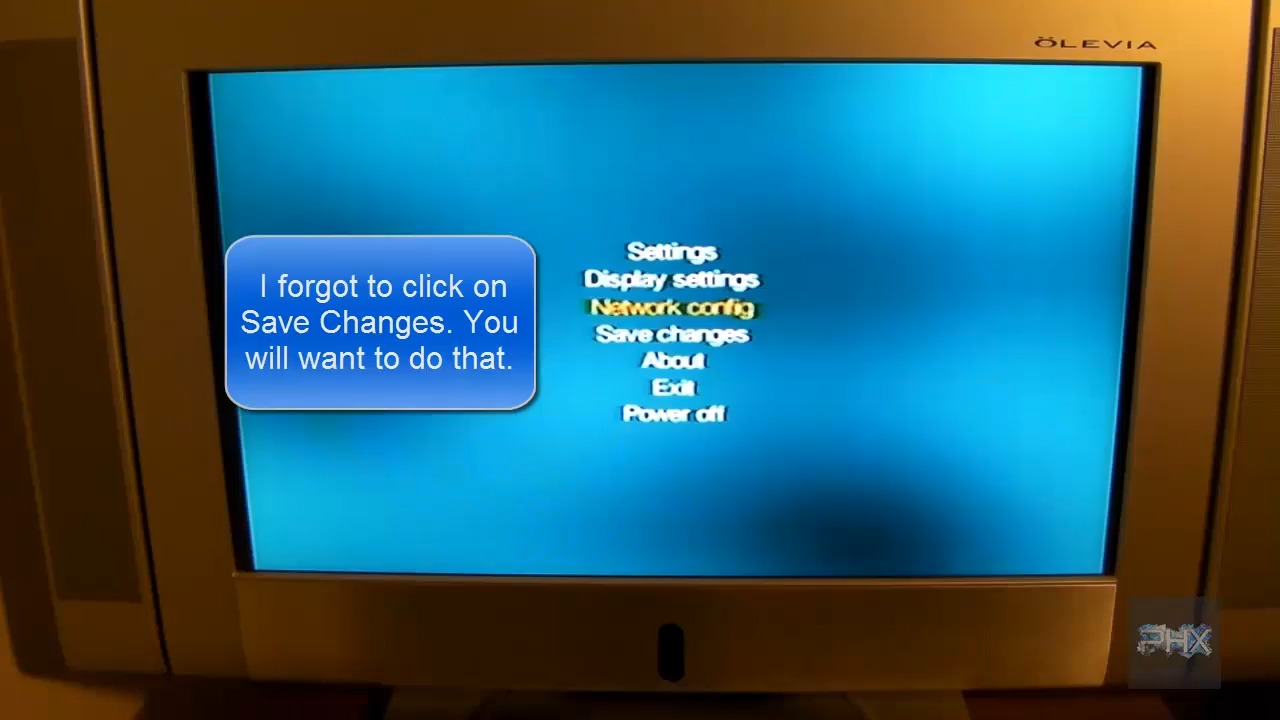 ÖLEVIA
Settings
Display settings
Network config
Save changes
About
Exit
Power off
I forgot to click on
Save Changes. You
will want to do that.
PHX